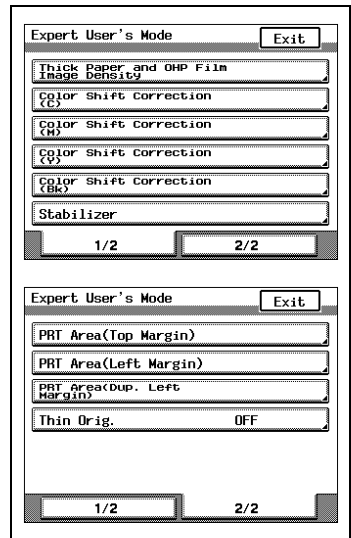 Expert User's Mode
Exit
Thick Paper and OHP Film
Image Density
Color Shift Correction
(C)
Color Shift Correction
(M)
Color Shift Correction
(Y)
Color Shift Correction
(Bk)
Stabilizer
1/2 2/2
Expert User's Mode
Exit
PRT Area(Top Margin)
PRT Area(Left Margin)
PRT Area(Dup. Left
Margin)
Thin Orig. OFF
1/2 2/2